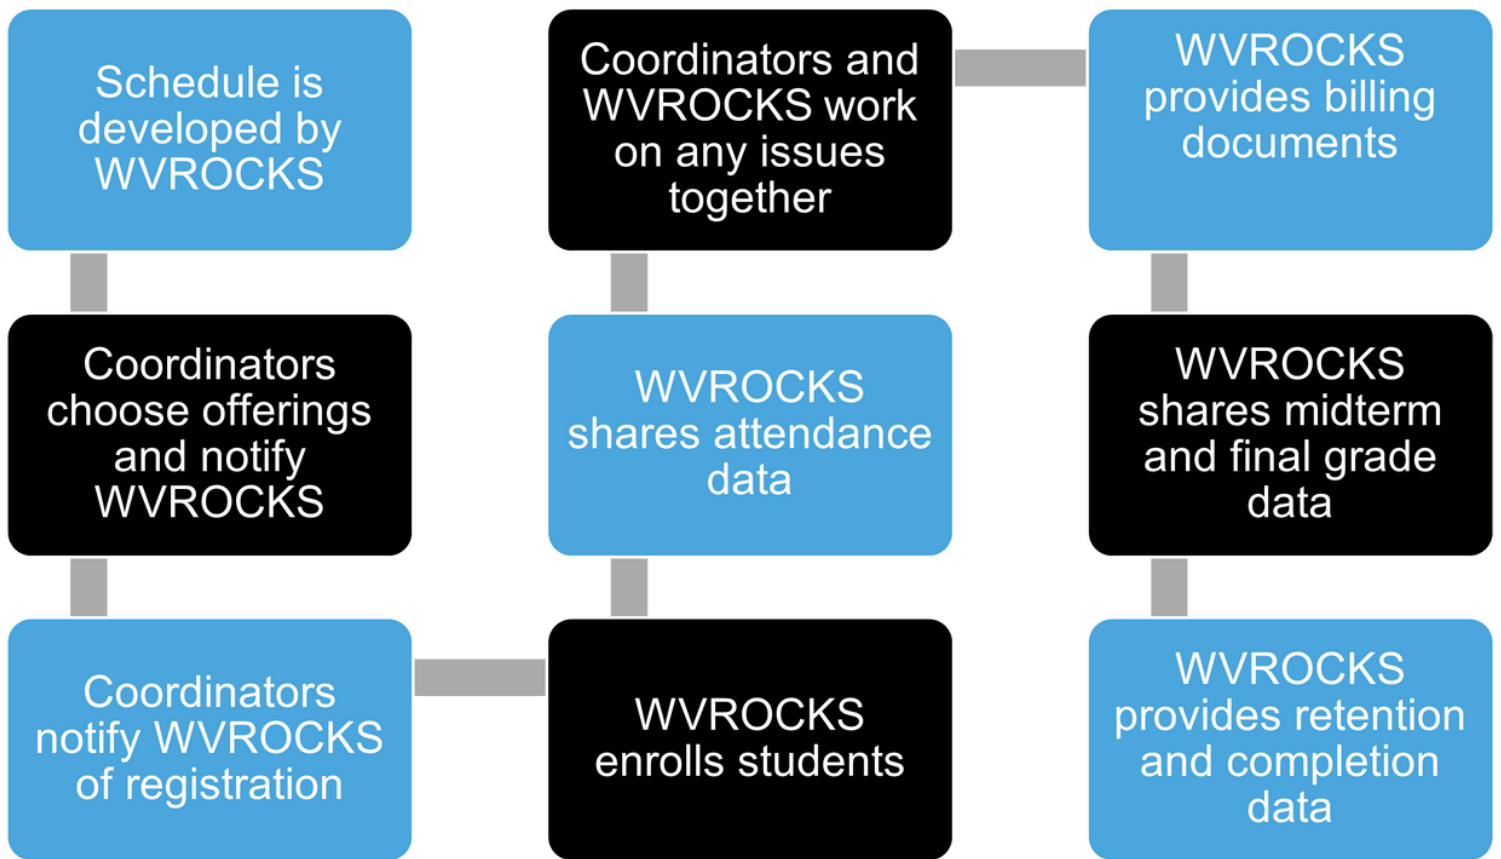 Schedule is
developed by
WVROCKS
Coordinators
choose offerings
and notify
WVROCKS
Coordinators
notify WVROCKS
of registration
WVROCKS
enrolls students
WVROCKS
shares attendance
data
Coordinators and
WVROCKS work
on any issues
together
WVROCKS
provides billing
documents
WVROCKS
shares midterm
and final grade
data
WVROCKS
provides retention
and completion
data